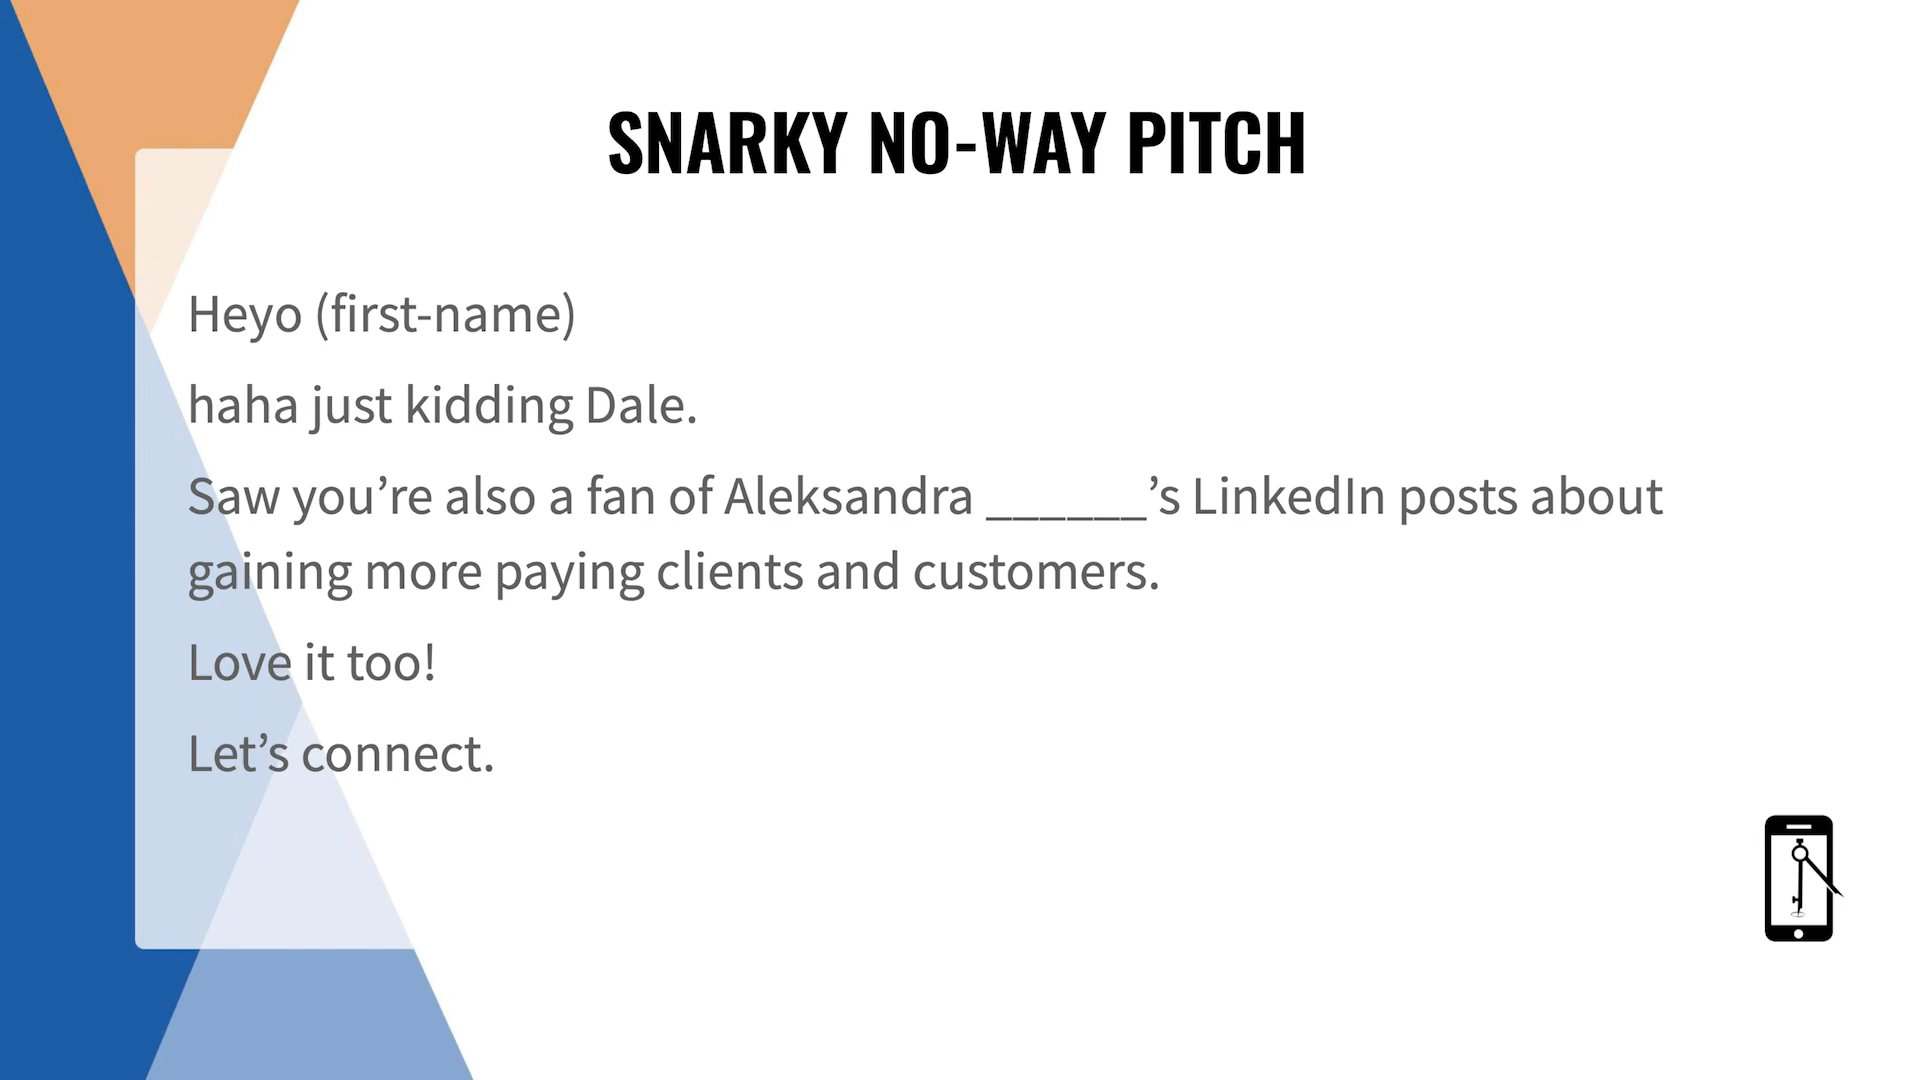 SNARKY NO-WAY PITCH
Heyo (first-name)
haha just kidding Dale.
Saw you’re also a fan of Aleksandra ______’s LinkedIn posts about
gaining more paying clients and customers.
Love it too!
Let’s connect.